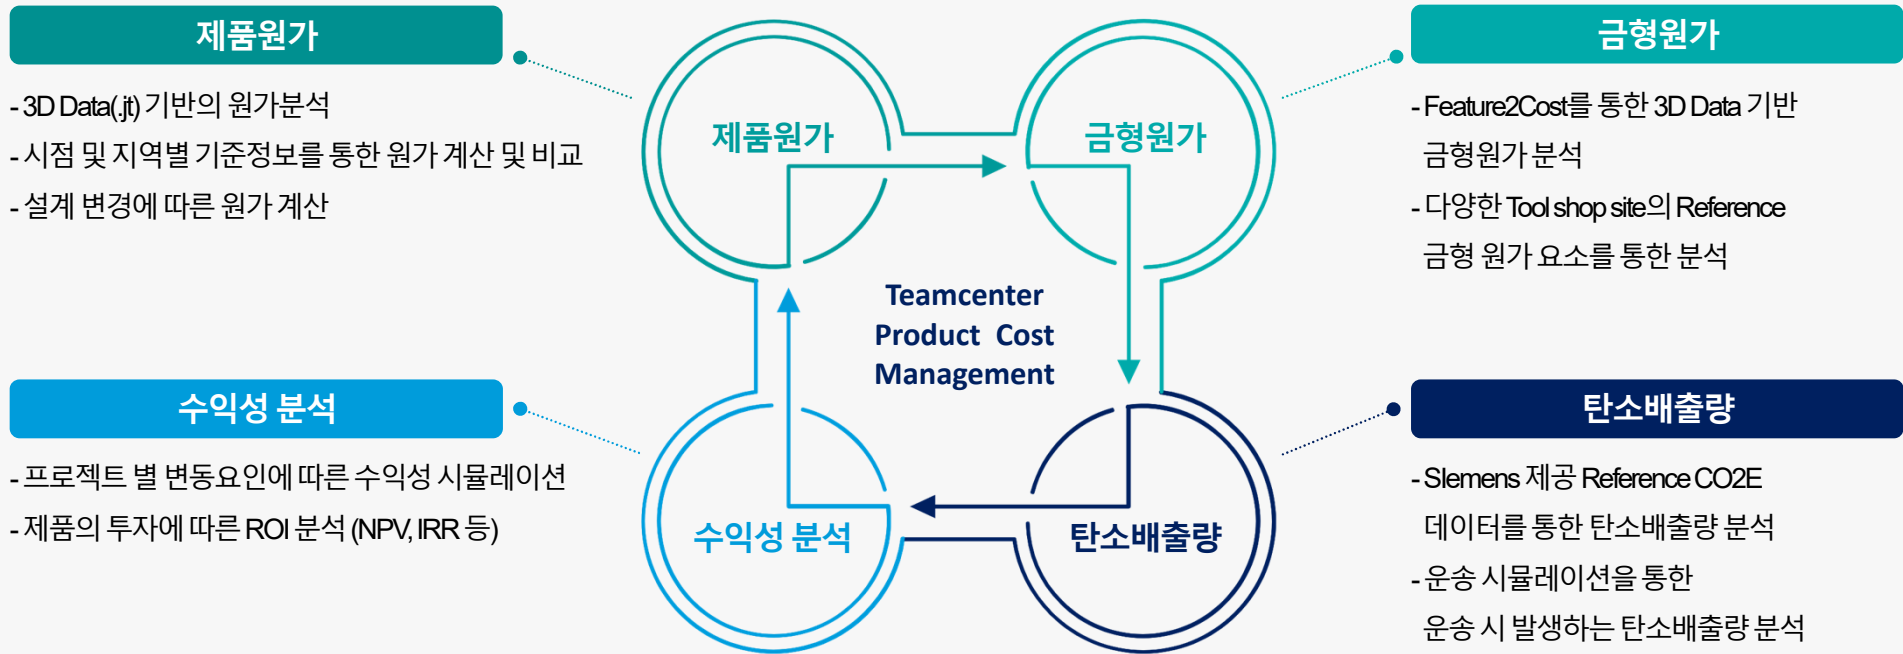 제품원가
- 3D Data(.jt) 기반의 원가분석
- 시점 및 지역별 기준정보를 통한 원가 계산 및 비교
- 설계 변경에 따른 원가 계산
금형원가
- Feature2Cost를 통한 3D Data 기반
금형원가 분석
- 다양한 Tool shop site의 Reference
금형 원가 요소를 통한 분석
제품원가
금형원가
Teamcenter
Product Cost
Management
수익성 분석
탄소배출량
수익성 분석
- 프로젝트 별 변동요인에 따른 수익성 시뮬레이션
- 제품의 투자에 따른 ROI 분석 (NPV, IRR 등)
탄소배출량
- SIemens 제공 Reference CO2E
데이터를 통한 탄소배출량 분석
- 운송 시뮬레이션을 통한
운송 시 발생하는 탄소배출량 분석